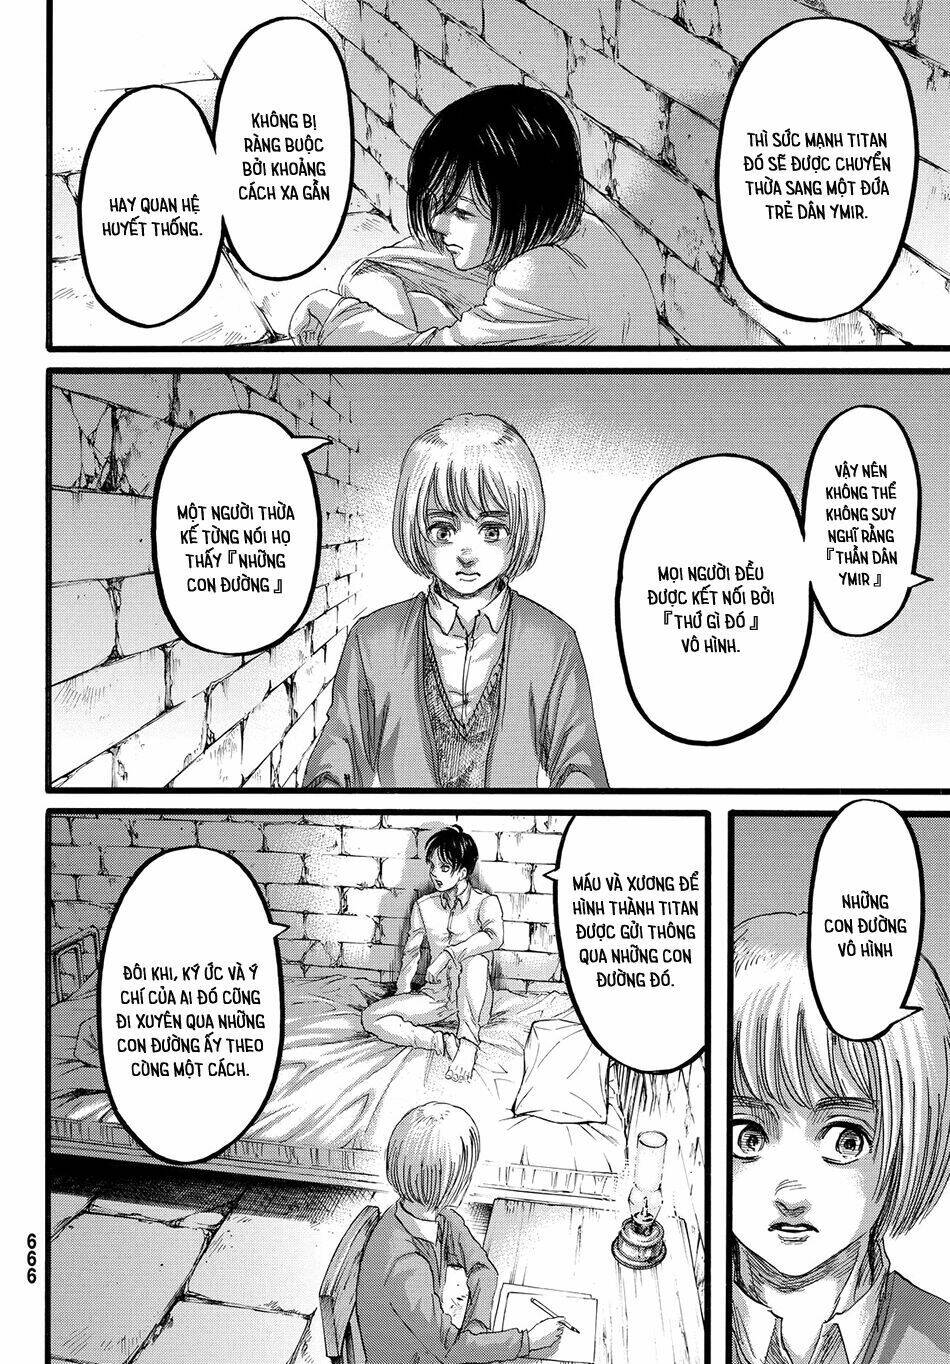 THÌ SỨC MẠNH TITAN
ĐÓ SẼ ĐƯỢC CHUYỂN
THỪA SANG MỘT ĐỨA
TRẺ DÂN YMIR.
KHÔNG BỊ
RÀNG BUỘC
BỞI KHOẢNG
CÁCH XA GẦN
HAY QUAN HỆ
HUYẾT THỐNG.
VẬY NÊN
KHÔNG THỂ
KHÔNG SUY
NGHĨ RẰNG
『THẦN DÂN
YMIR』
MỌI NGƯỜI ĐỀU
ĐƯỢC KẾT NỐI BỞI
『THỨ GÌ ĐÓ』
VÔ HÌNH.
MỘT NGƯỜI THỪA
KẾ TỪNG NÓI HỌ
THẤY『NHỮNG
CON ĐƯỜNG』
NHỮNG
CON ĐƯỜNG
VÔ HÌNH
MÁU VÀ XƯƠNG ĐỂ
HÌNH THÀNH TITAN
ĐƯỢC GỬI THÔNG
QUA NHỮNG CON
ĐƯỜNG ĐÓ.
ĐÔI KHI, KÝ ỨC VÀ Ý
CHÍ CỦA AI ĐÓ CŨNG
ĐI XUYÊN QUA NHỮNG
CON ĐƯỜNG ẤY THEO
CÙNG MỘT CÁCH.
666